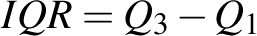 IQR = Q₃ − Q₁